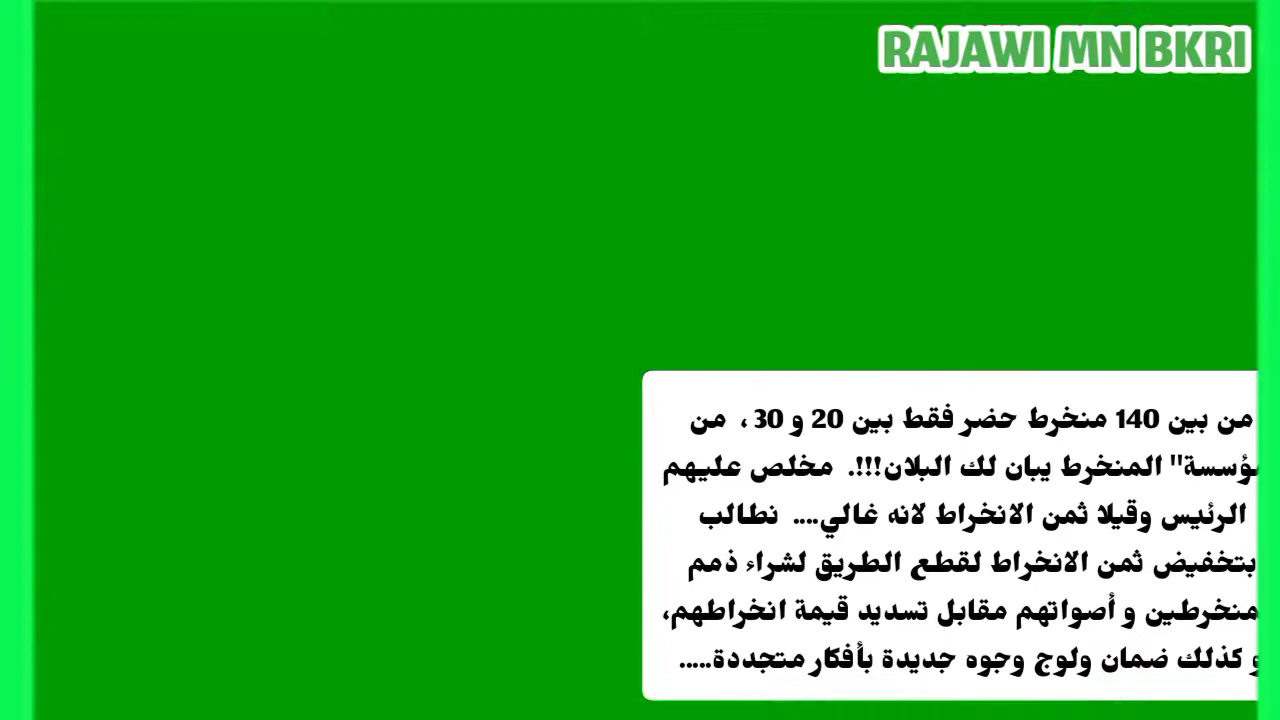 RAJAWI MN BKRI
من بين 140 منخرط حضر فقط بين 20 و 30 ، من
المنخرط يبان لك البلان!!!. مخلص عليهم
الرئيس وقيلا ثمن الانخراط لانه غالي.... نطالب
بتخفيض ثمن الانخراط لقطع الطريق لشراء ذمم
منخرطين و أصواتهم مقابل تسديد قيمة انخراطهم،
و كذلك ضمان ولوج وجوه جديدة بأفكار متجددة.....